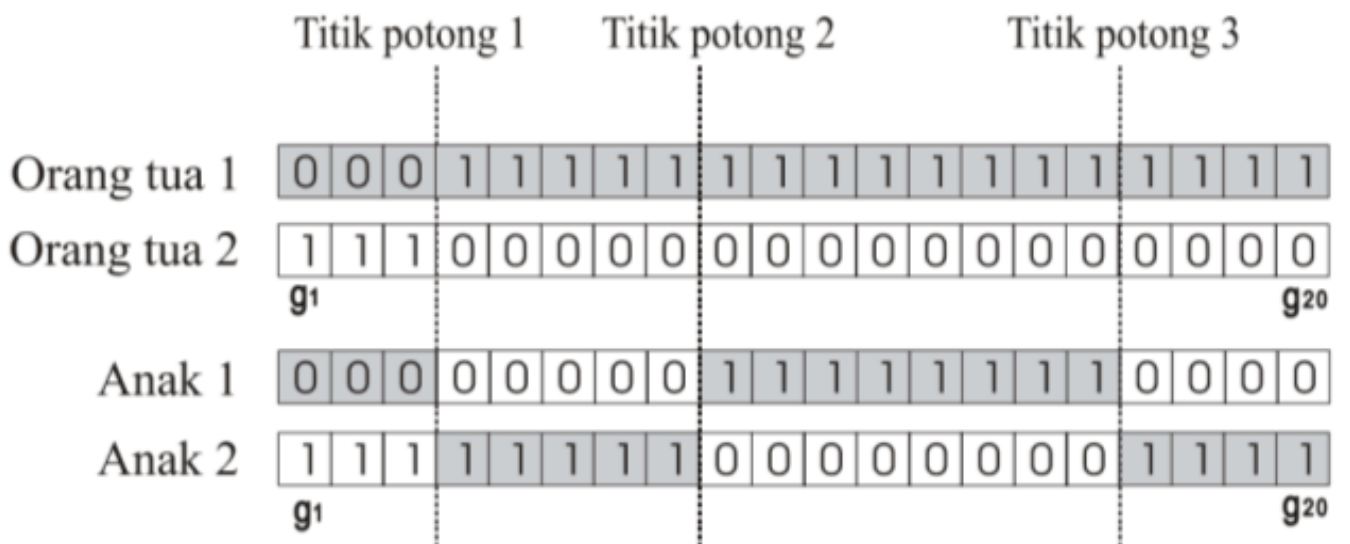 Titik potong 1 Titik potong 2 Titik potong 3
Orang tua 1 0 0 0 1 1 1 1 1 1 1 1 1 1 1 1 1 1 1 1 1
Orang tua 2 1 1 1 0 0 0 0 0 0 0 0 0 0 0 0 0 0 0 0 0
g1 g20
Anak 1 0 0 0 0 0 0 0 0 1 1 1 1 1 1 1 1 0 0 0 0
Anak 2 1 1 1 1 1 1 1 1 0 0 0 0 0 0 0 0 1 1 1 1
g1 g20